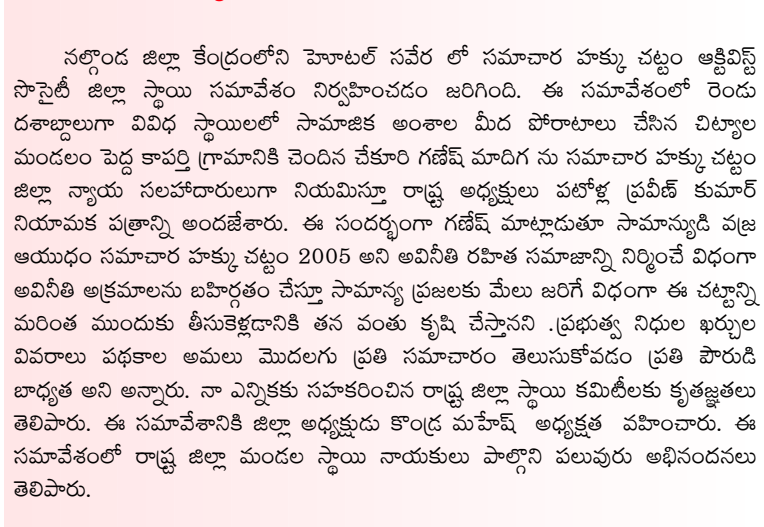 నల్గొండ జిల్లా కేంద్రంలోని హెూటల్ సవేర లో సమాచార హక్కు చట్టం ఆక్టివిస్ట్
సొసైటీ జిల్లా స్థాయి సమావేశం నిర్వహించడం జరిగింది. ఈ సమావేశంలో రెండు
దశాబ్దాలుగా వివిధ స్థాయిలలో సామాజిక అంశాల మీద పోరాటాలు చేసిన చిట్యాల
మండలం పెద్ద కాపర్తి గ్రామానికి చెందిన చేకూరి గణేష్ మాదిగ ను సమాచార హక్కు చట్టం
జిల్లా న్యాయ సలహాదారులుగా నియమిస్తూ రాష్ట్ర అధ్యక్షులు వటోళ్ల ప్రవీణ్ కుమార్
నియామక పత్రాన్ని అందజేశారు. ఈ సందర్భంగా గణేష్ మాట్లాడుతూ సామాన్యుడి వజ్ర
ఆయుధం సమాచార హక్కు చట్టం 2005 అని అవినీతి రహిత సమాజాన్ని నిర్మించే విధంగా
అవినీతి అక్రమాలను బహిర్గతం చేస్తూ సామాన్య ప్రజలకు మేలు జరిగే విధంగా ఈ చట్టాన్ని
మరింత ముందుకు తీసుకెళ్లడానికి తన వంతు కృషి చేస్తానని .ప్రభుత్వ నిధుల ఖర్చుల
వివరాలు పథకాల అమలు మొదలగు ప్రతి సమాచారం తెలుసుకోవడం ప్రతి పౌరుడి
బాధ్యత అని అన్నారు. నా ఎన్నికకు సహకరించిన రాష్ట్ర జిల్లా స్థాయి కమిటీలకు కృతజ్ఞతలు
తెలిపారు. ఈ సమావేశానికి జిల్లా అధ్యక్షుడు కొండ్ర మహేష్ అధ్యక్షత వహించారు. ఈ
సమావేశంలో రాష్ట్ర జిల్లా మండల స్థాయి నాయకులు పాల్గొని పలువురు అభినందనలు
తెలిపారు.